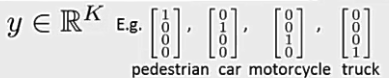 y ∈ ℝᴷ E.g. [1 0 0 0], [0 1 0 0], [0 0 1 0], [0 0 0 1]
pedestrian car motorcycle truck